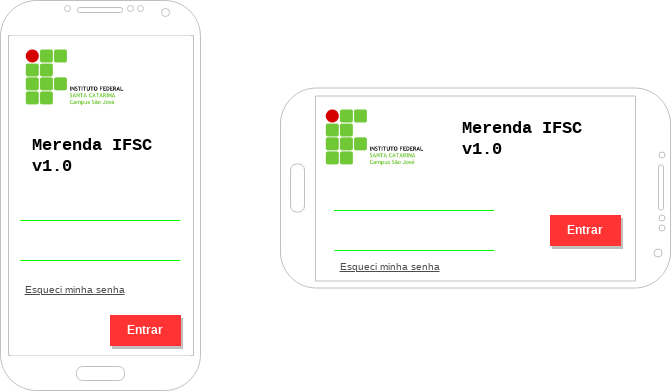 INSTITUTO FEDERAL
SANTA CATARINA
Campus São José
Merenda IFSC
v1.0
Esqueci minha senha
Entrar
INSTITUTO FEDERAL
SANTA CATARINA
Campus São José
Merenda IFSC
v1.0
Entrar
Esqueci minha senha